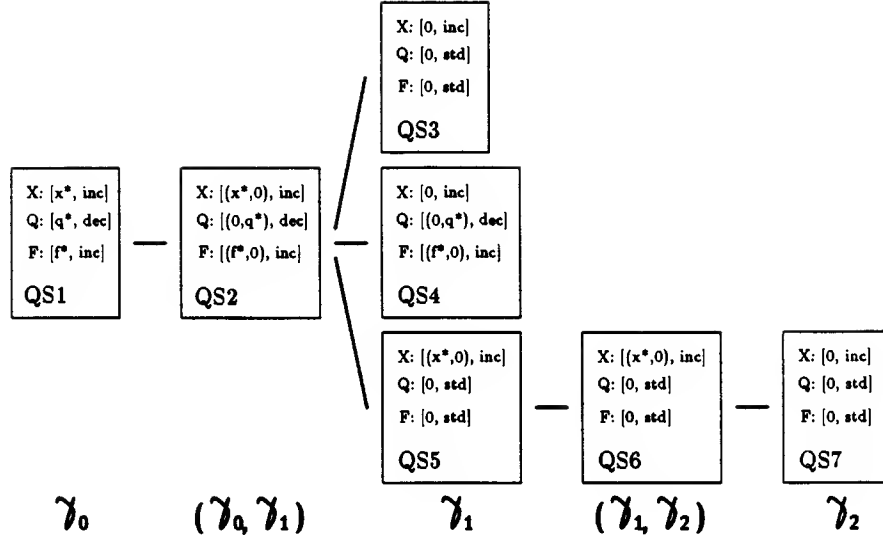 X: [0, inc]
Q: [0, std]
F: [0, std]
QS3
X: [x*, inc]
Q: [q*, dec]
F: [f*, inc]
QS1
X: [(x*,0), inc]
Q: [(0,q*), dec]
F: [(f*,0), inc]
QS2
X: [0, inc]
Q: [(0,q*), dec]
F: [(f*,0), inc]
QS4
X: [(x*,0), inc]
Q: [0, std]
F: [0, std]
QS5
X: [(x*,0), inc]
Q: [0, std]
F: [0, std]
QS6
X: [0, inc]
Q: [0, std]
F: [0, std]
QS7
γ₀ (γ₀, γ₁) γ₁ (γ₁, γ₂) γ₂